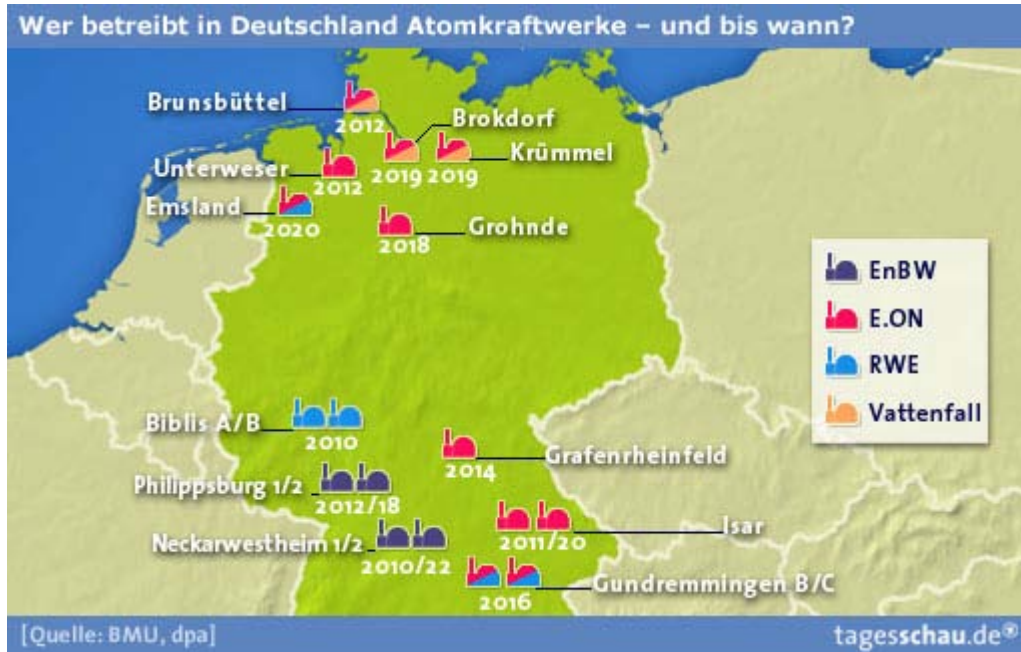 Wer betreibt in Deutschland Atomkraftwerke – und bis wann?
Brunsbüttel
2012
Brokdorf
2019
Krümmel
2019
Unterweser
2012
Emsland
2020
Grohnde
2018
EnBW
E.ON
RWE
Vattenfall
Biblis A/B
2010
Grafenrheinfeld
2014
Philippsburg 1/2
2012/18
Isar
2011/20
Neckarwestheim 1/2
2010/22
Gundremmingen B/C
2016
[Quelle: BMU, dpa]
tagesschau.de